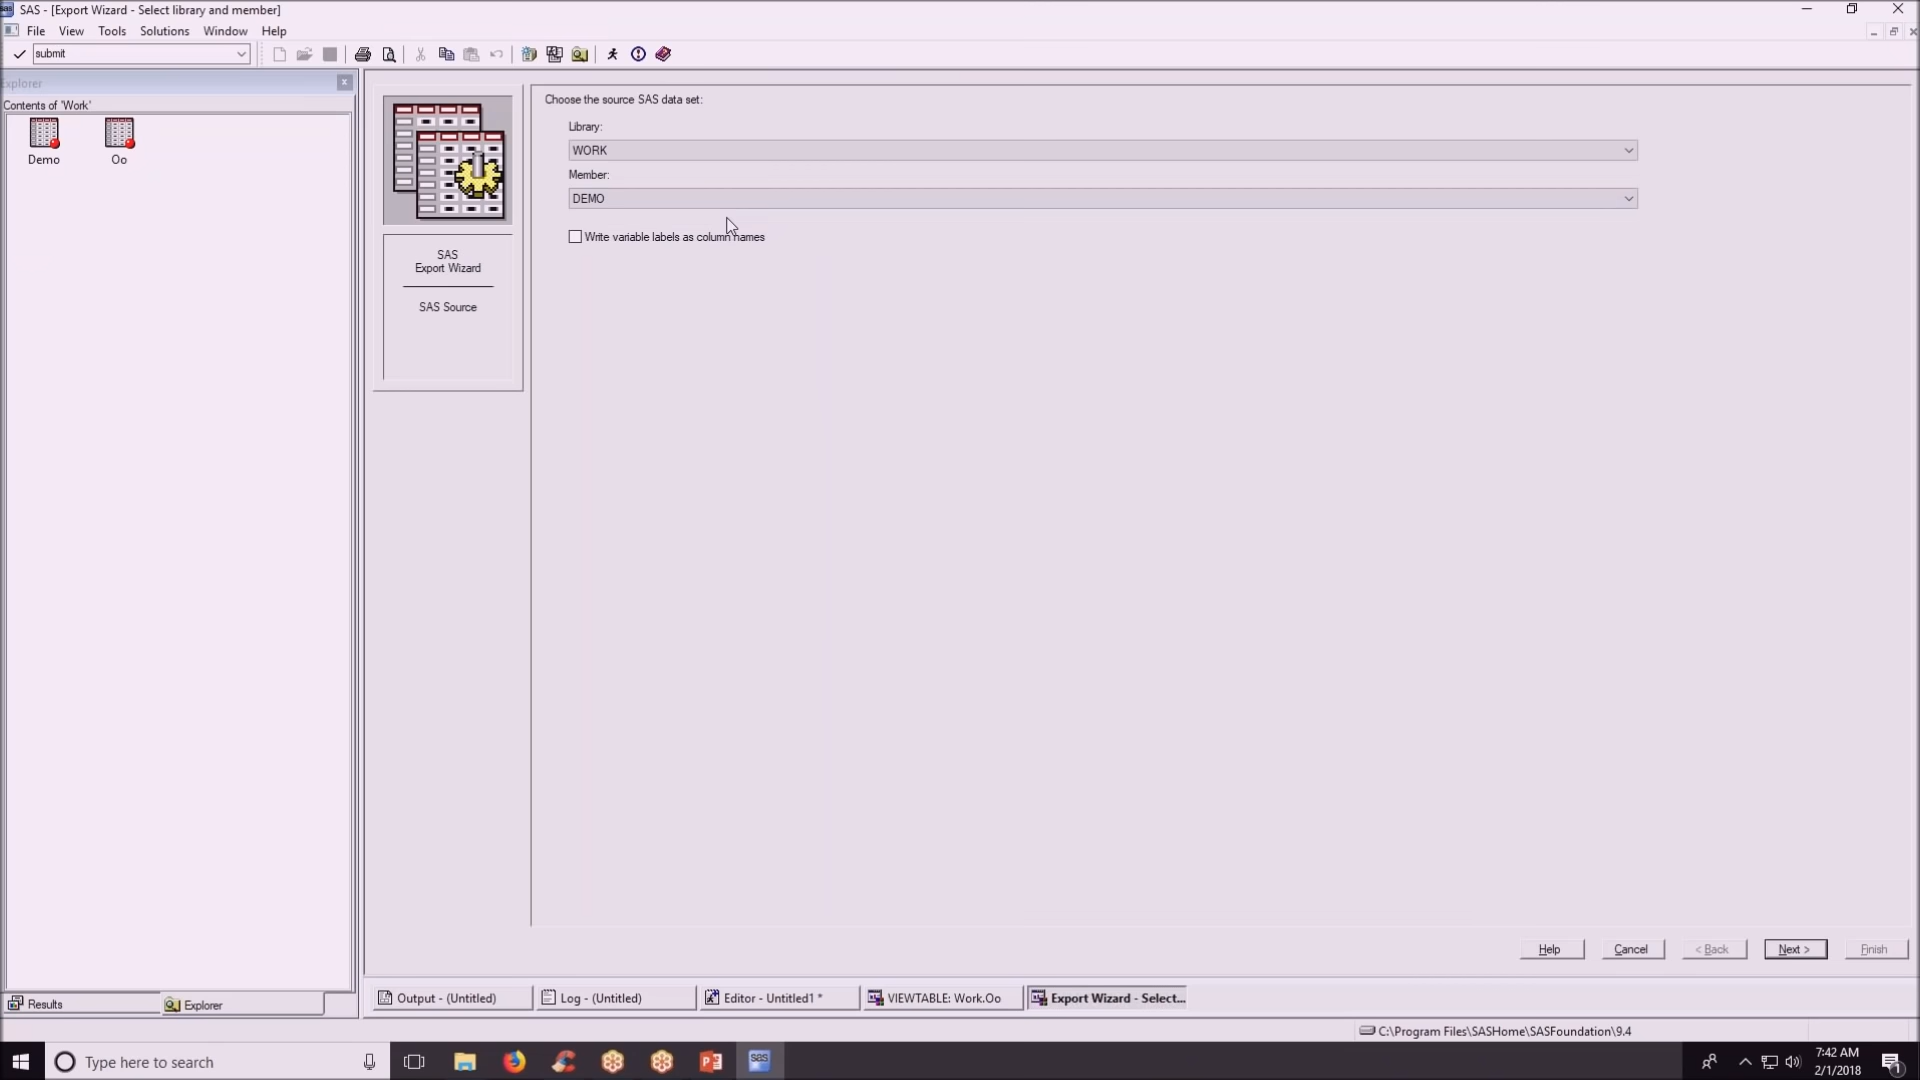 SAS - [Export Wizard - Select library and member]
File View Tools Solutions Window Help
submit
Explorer
Contents of 'Work'
Demo
Oo
SAS
Export Wizard
SAS Source
Choose the source SAS data set:
Library:
WORK
Member:
DEMO
Write variable labels as column names
Help
Cancel
< Back
Next >
Finish
Results
Explorer
Output - (Untitled)
Log - (Untitled)
Editor - Untitled1 *
VIEWTABLE: Work.Oo
Export Wizard - Select...
C:\Program Files\SASHome\SASFoundation\9.4
Type here to search
sas
7:42 AM
2/1/2018
1